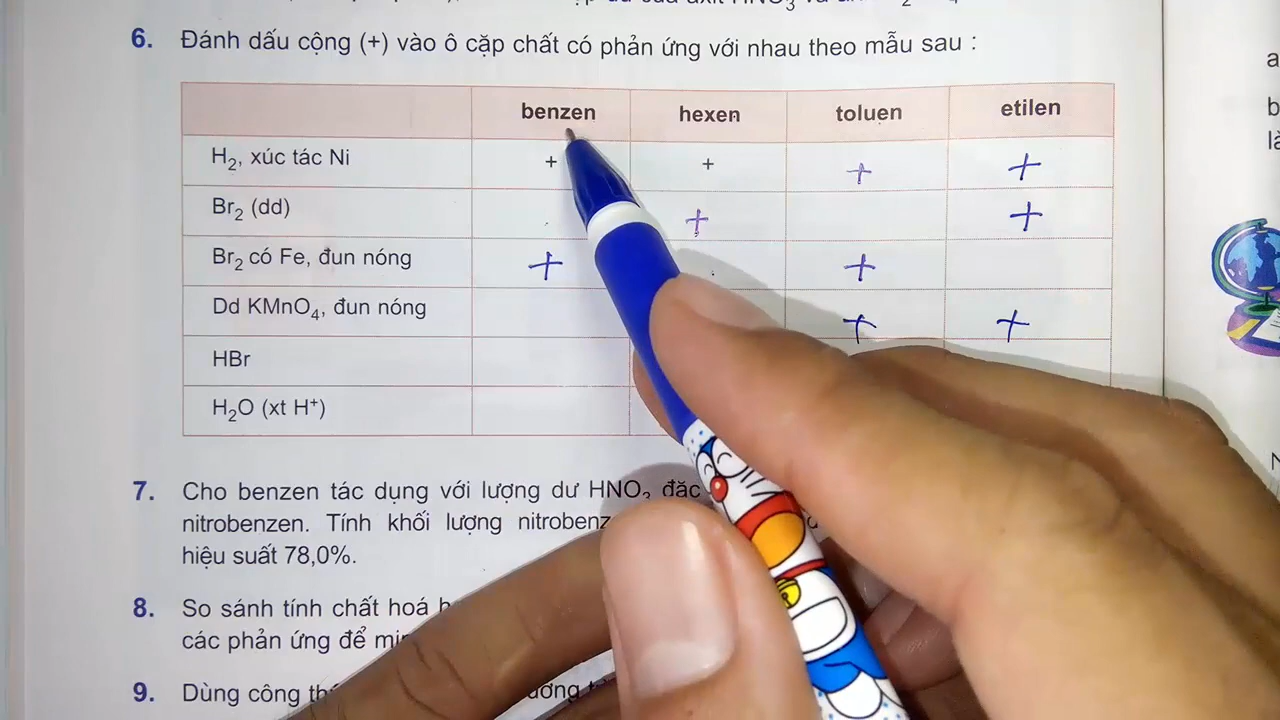 HNO3
6. Đánh dấu cộng (+) vào ô cặp chất có phản ứng với nhau theo mẫu sau :
benzen hexen toluen etilen
H2, xúc tác Ni + + + +
Br2 (dd) + +
Br2 có Fe, đun nóng + +
Dd KMnO4, đun nóng + +
HBr
H2O (xt H+)
7. Cho benzen tác dụng với lượng dư HNO3 đặc
nitrobenzen. Tính khối lượng
hiệu suất 78,0%.
8. So sánh tính chất hoá
các phản ứng để
9. Dùng công